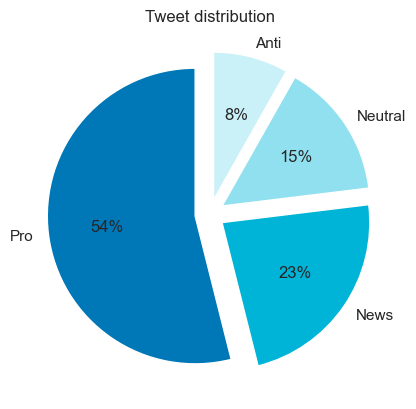 Tweet distribution
Anti
8%
Neutral
15%
Pro
54%
23%
News